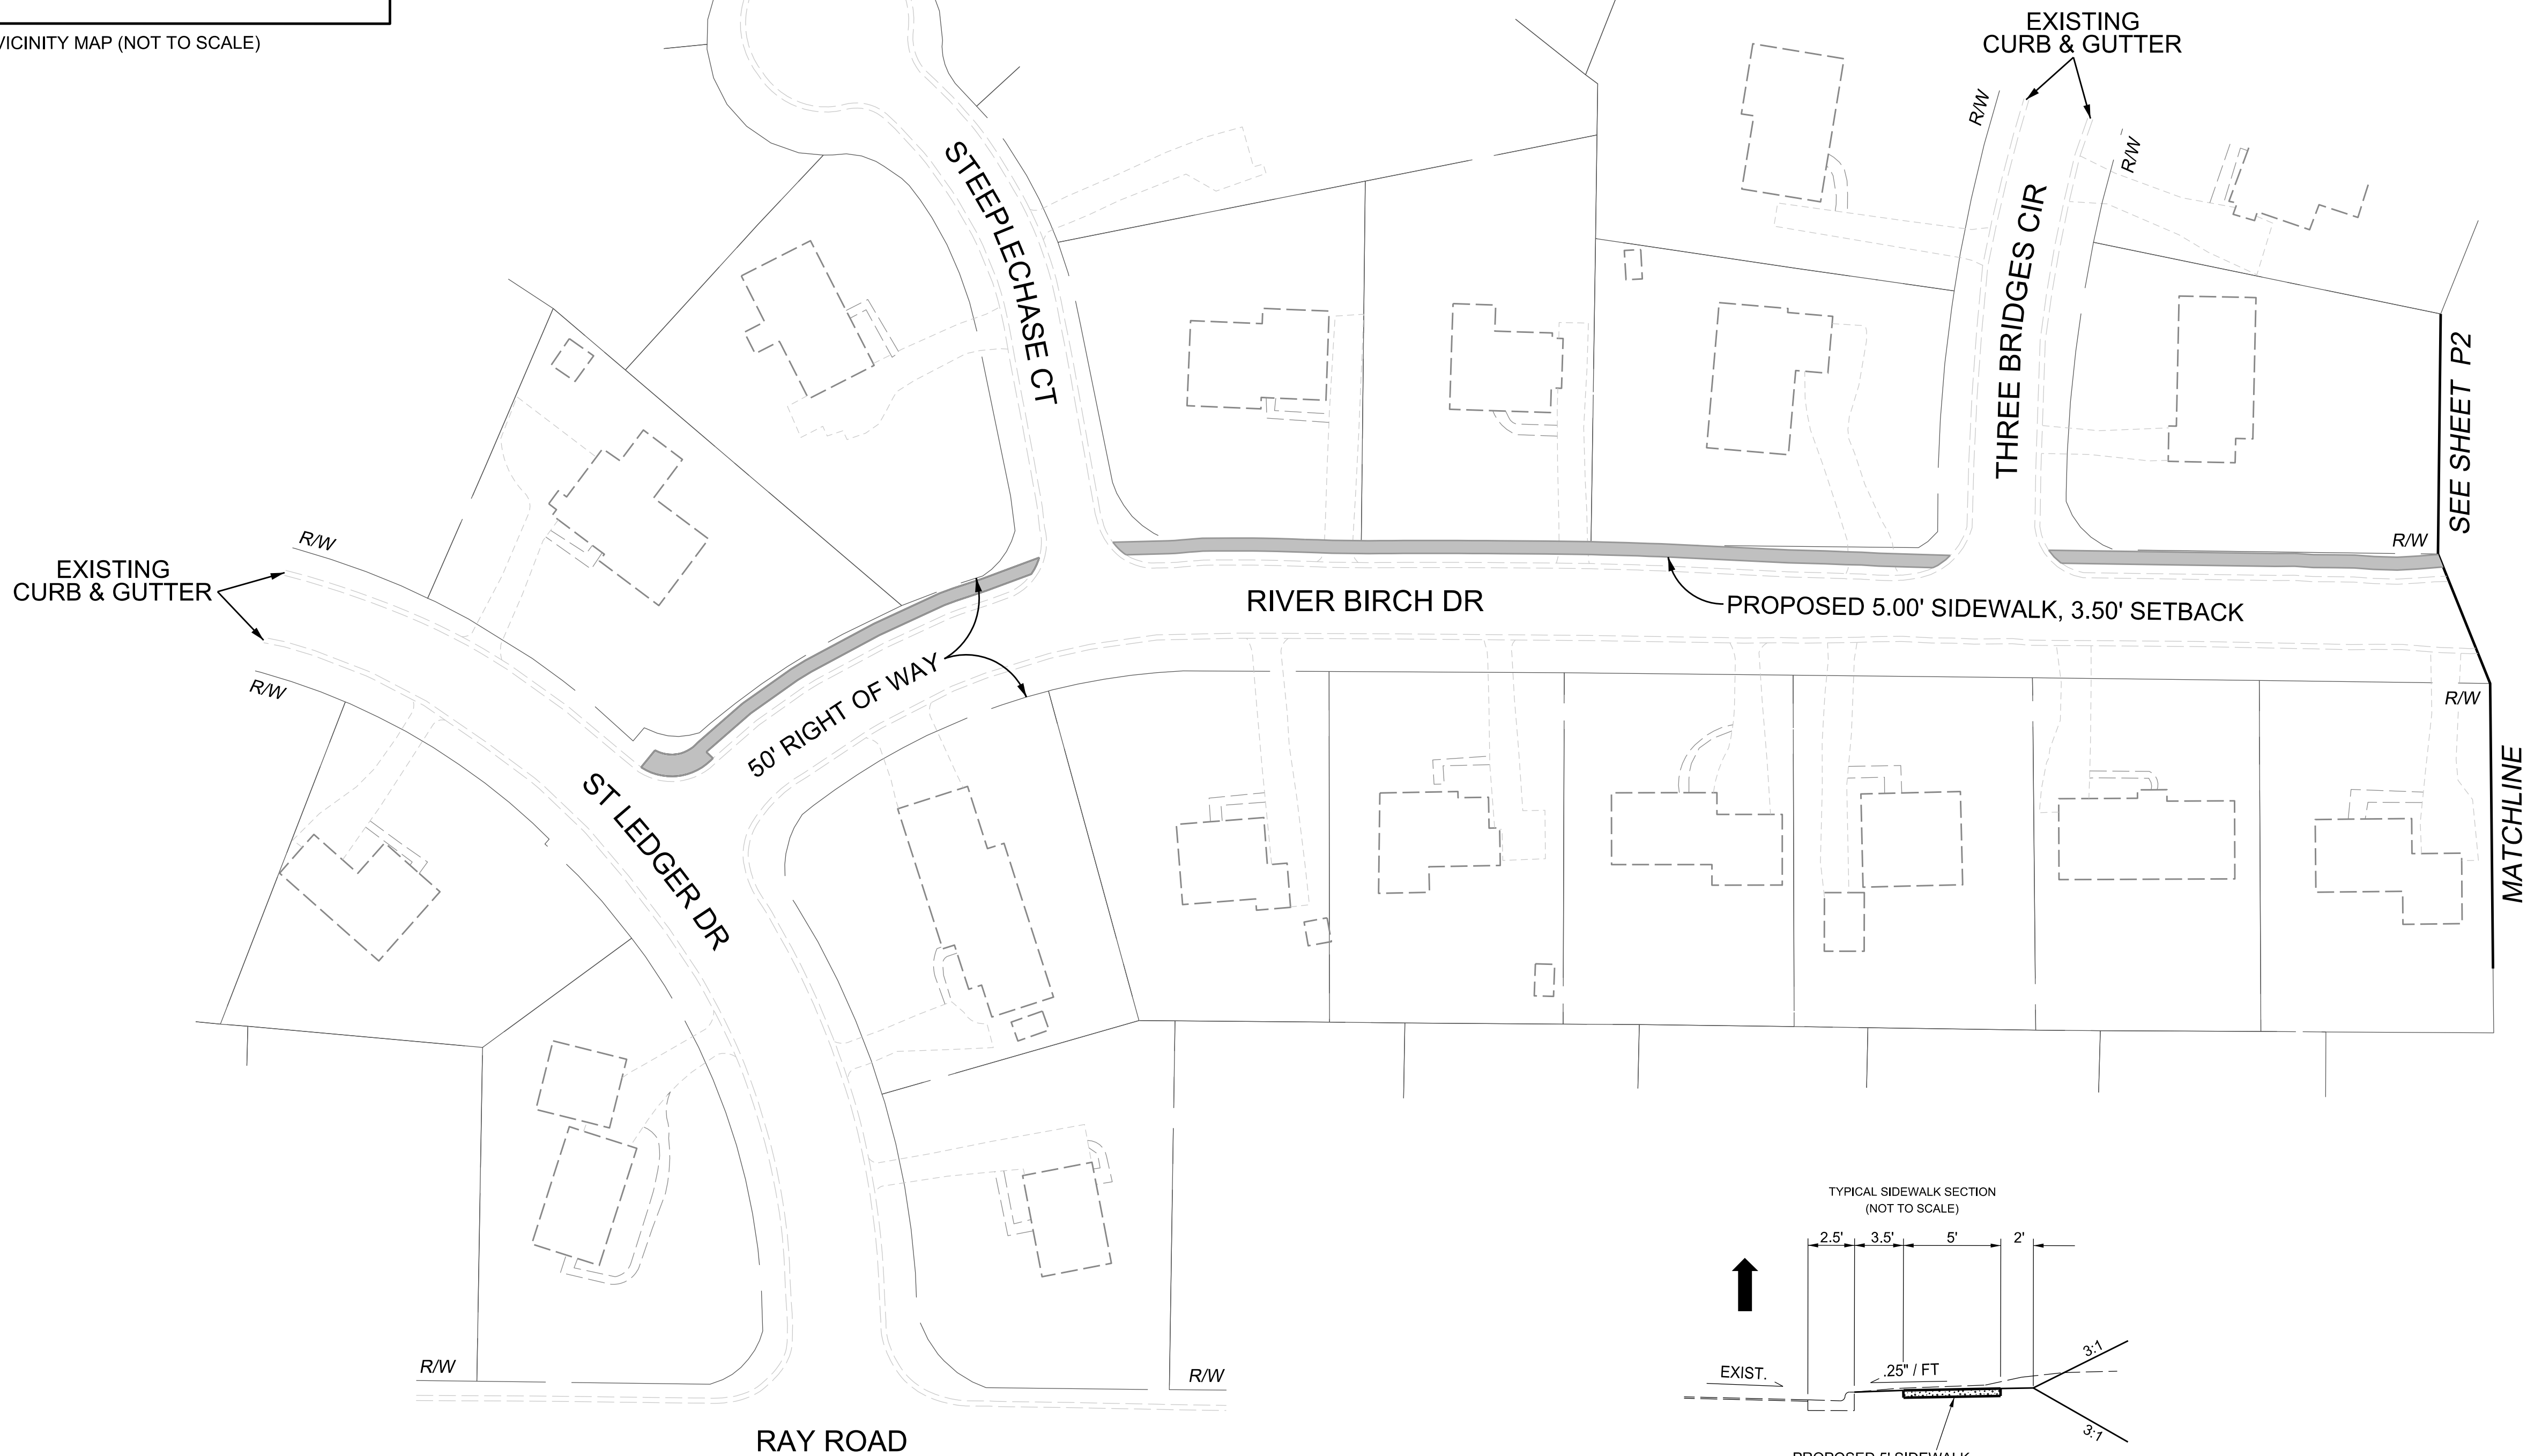 VICINITY MAP (NOT TO SCALE)
EXISTING
CURB & GUTTER
R/W
R/W
STEEPLECHASE CT
THREE BRIDGES CIR
SEE SHEET P2
R/W
R/W
EXISTING
CURB & GUTTER
RIVER BIRCH DR
PROPOSED 5.00' SIDEWALK, 3.50' SETBACK
R/W
50' RIGHT OF WAY
R/W
ST LEDGER DR
MATCHLINE
TYPICAL SIDEWALK SECTION
(NOT TO SCALE)
2.5' 3.5' 5' 2'
3:1
EXIST.
.25" / FT
3:1
R/W
R/W
RAY ROAD
PROPOSED 5' SIDEWALK